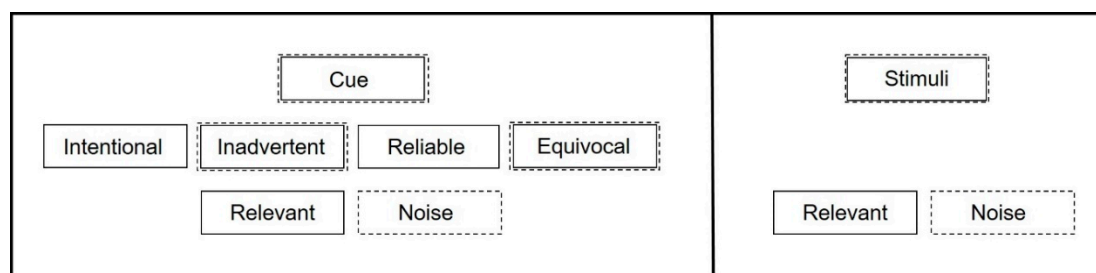 Cue
Intentional Inadvertent Reliable Equivocal
Relevant Noise
Stimuli
Relevant Noise